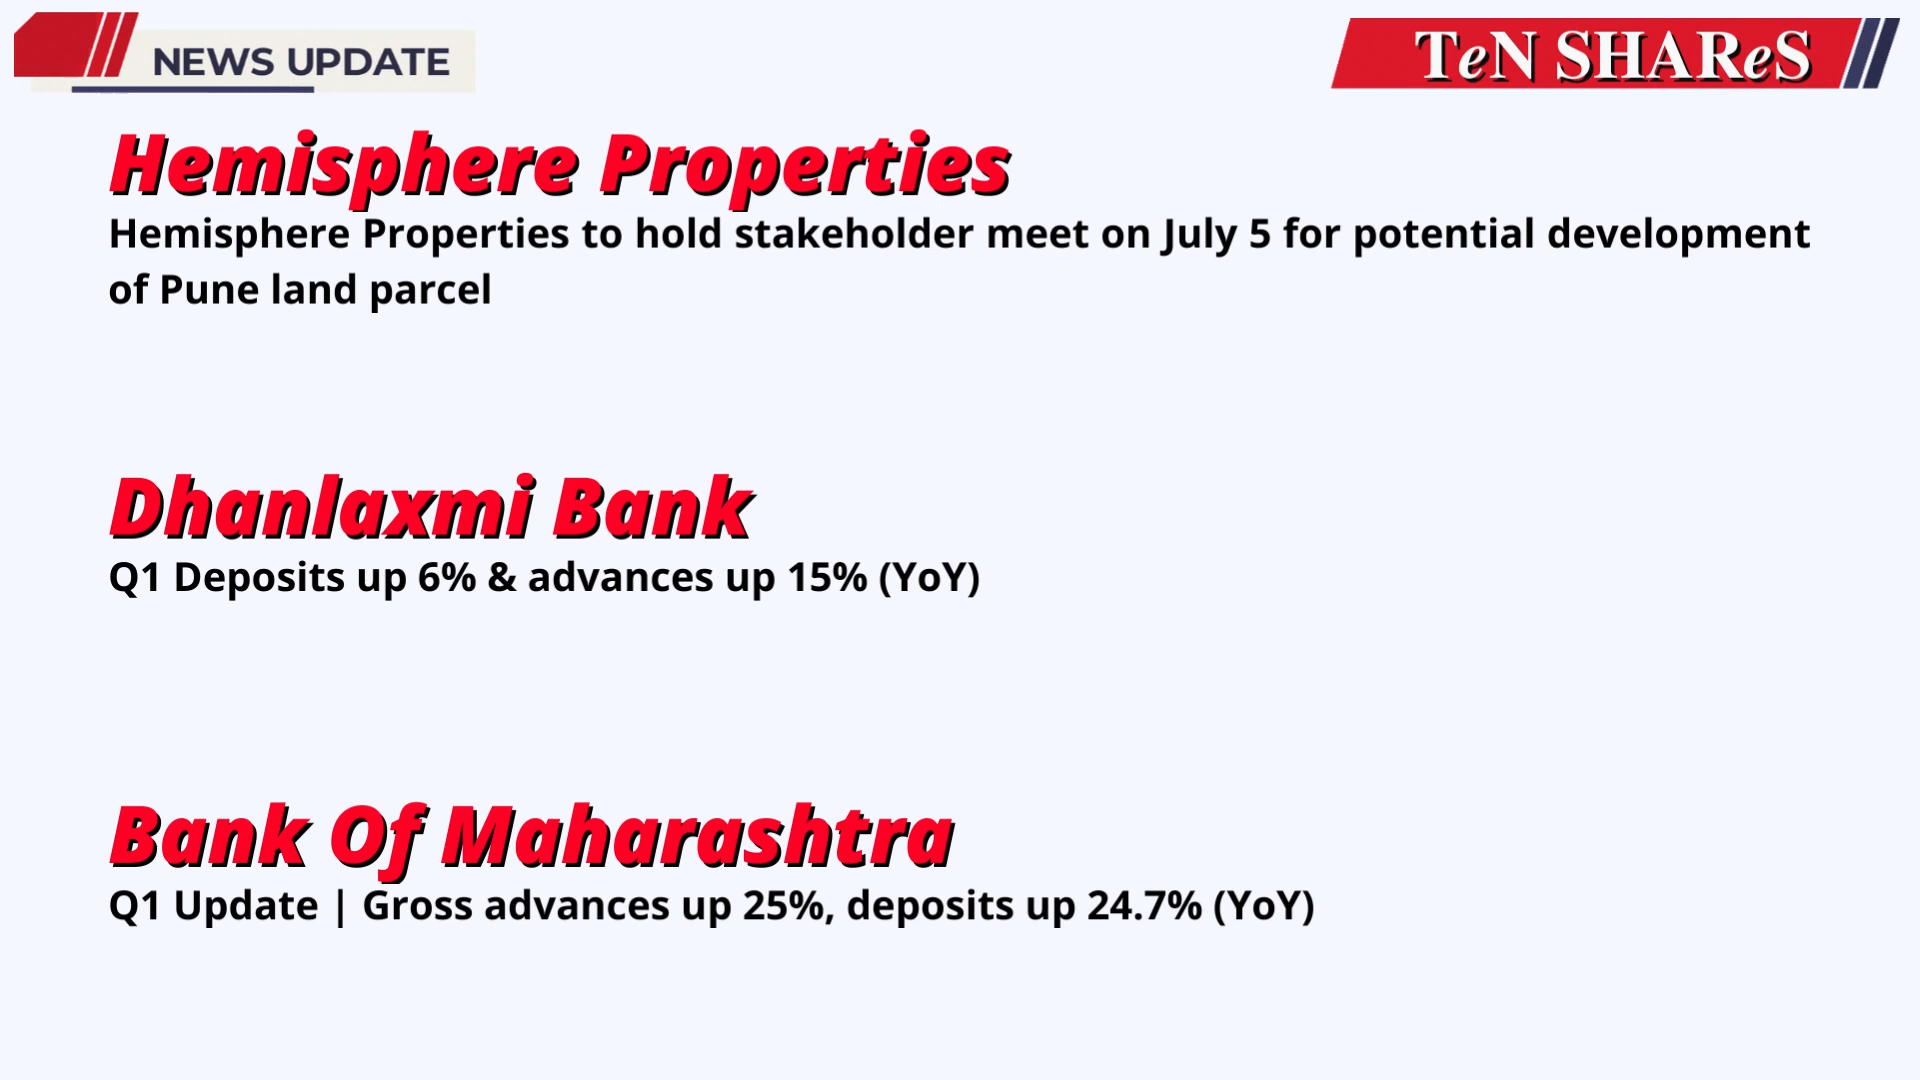 NEWS UPDATE
TeN SHAReS
Hemisphere Properties
Hemisphere Properties to hold stakeholder meet on July 5 for potential development
of Pune land parcel
Dhanlaxmi Bank
Q1 Deposits up 6% & advances up 15% (YoY)
Bank Of Maharashtra
Q1 Update | Gross advances up 25%, deposits up 24.7% (YoY)